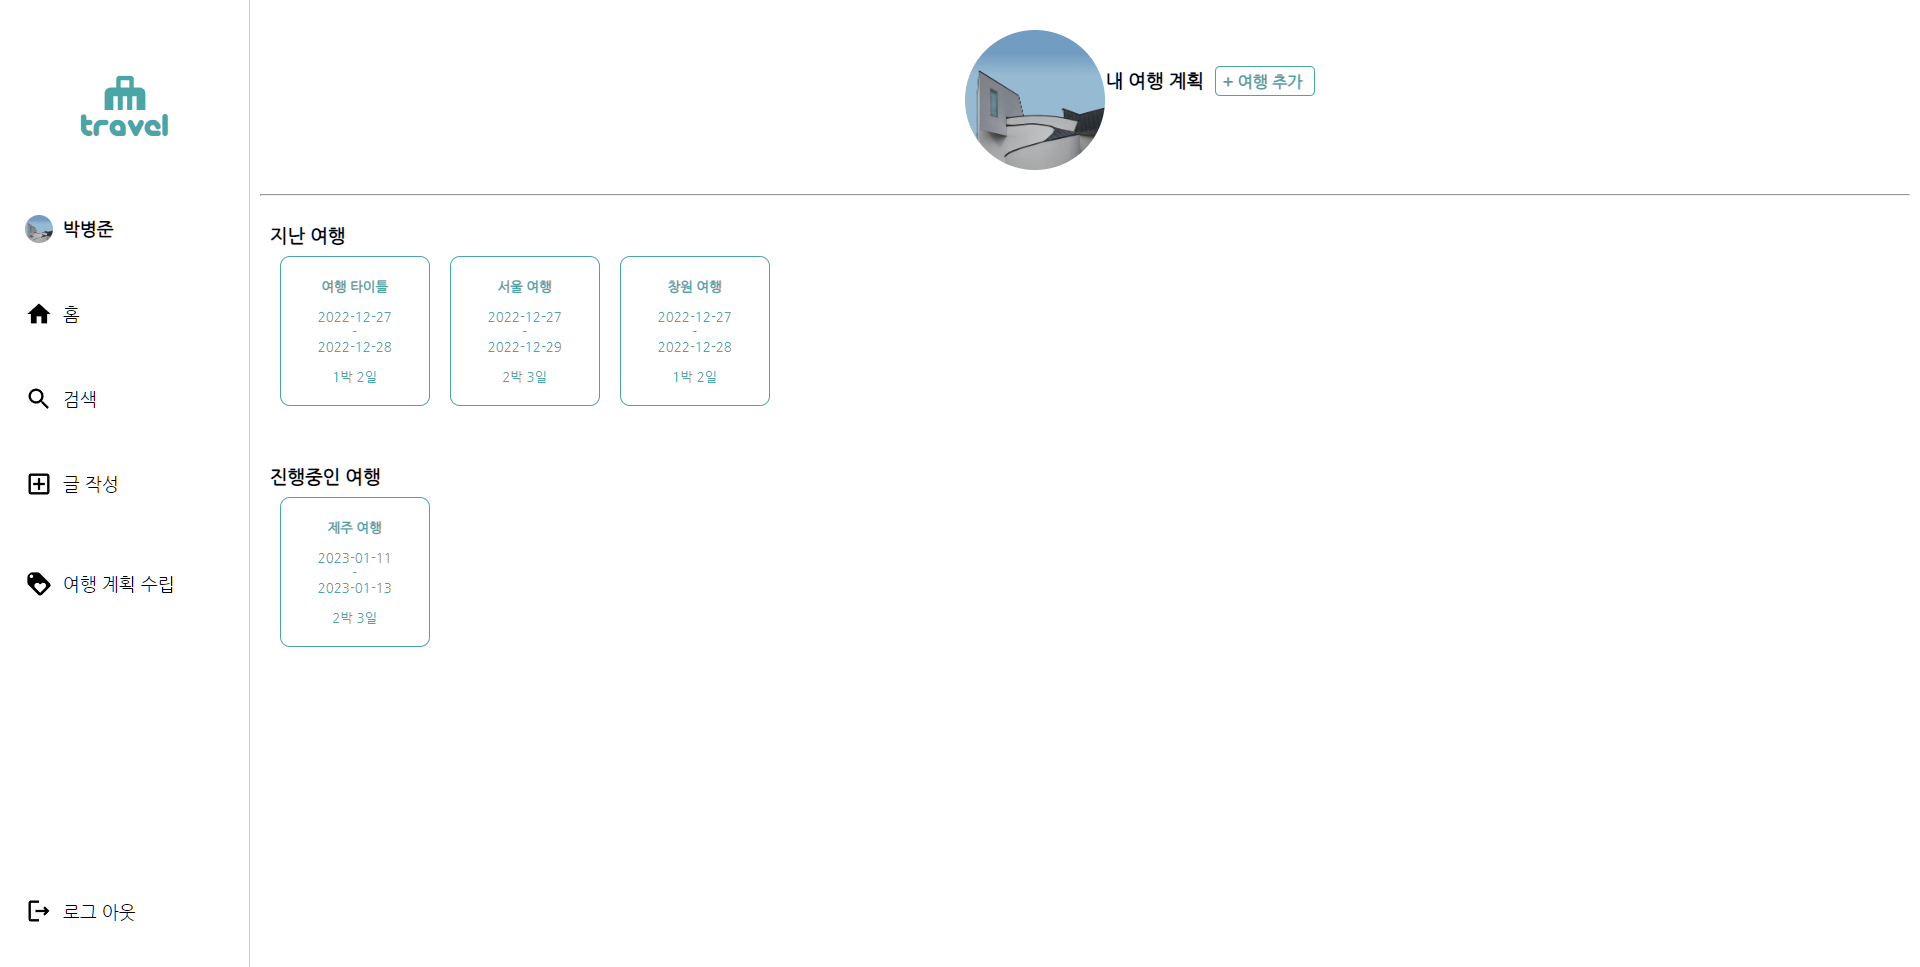 travel
박병준
홈
검색
글 작성
여행 계획 수립
로그 아웃
내 여행 계획
+ 여행 추가
지난 여행
여행 타이틀
2022-12-27
-
2022-12-28
1박 2일
서울 여행
2022-12-27
-
2022-12-29
2박 3일
창원 여행
2022-12-27
-
2022-12-28
1박 2일
진행중인 여행
제주 여행
2023-01-11
-
2023-01-13
2박 3일